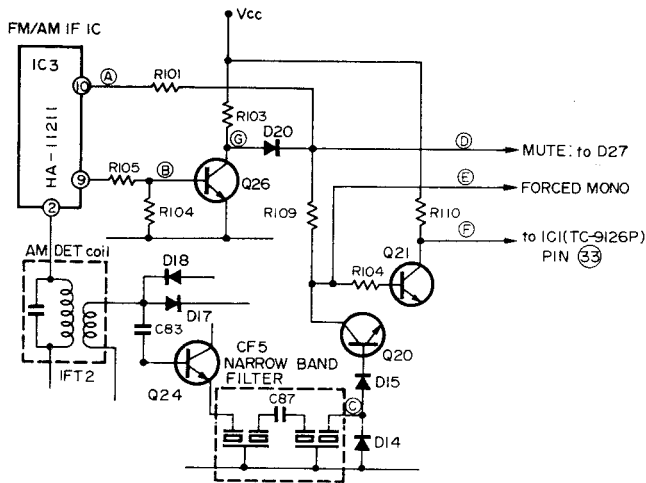 Vcc
FM/AM IF IC
IC3
HA-11211
10
A
R101
R103
G
D20
D
MUTE: to D27
9
R105
B
Q26
E
FORCED MONO
R104
R109
R110
2
F
to IC1(TC-9126P)
PIN 33
AM DET coil
D18
Q21
R104
D17
C83
Q20
CF5
NARROW BAND
FILTER
IFT2
Q24
D15
C87
C
D14